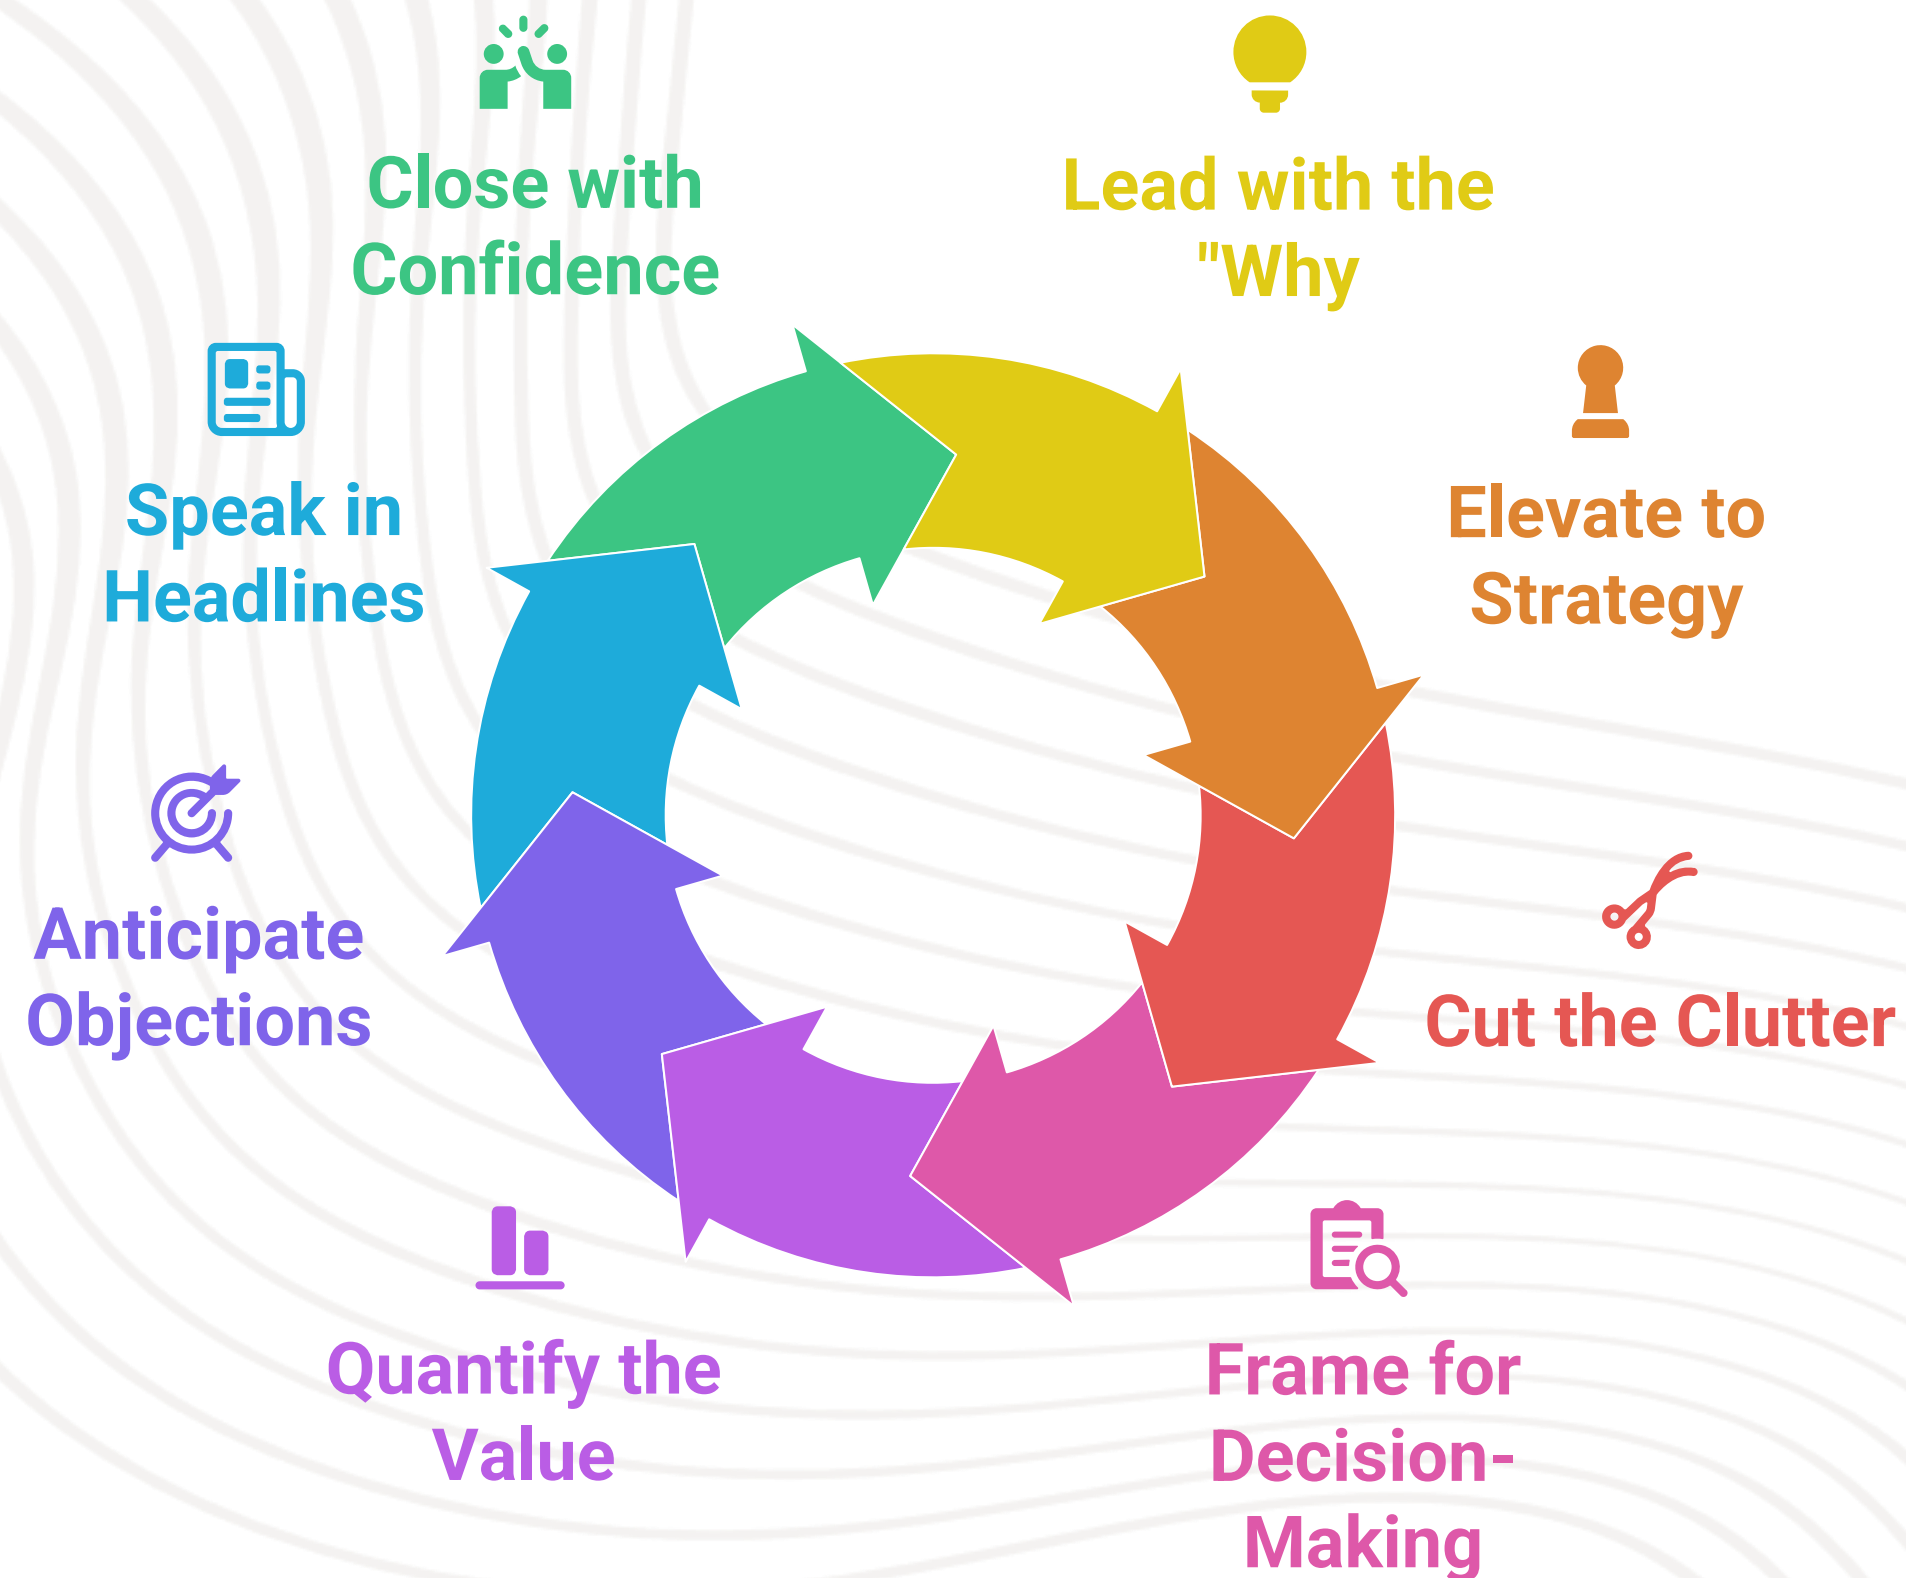 Close with
Confidence
Lead with the
"Why
Speak in
Headlines
Elevate to
Strategy
Anticipate
Objections
Cut the Clutter
Quantify the
Value
Frame for
Decision-
Making